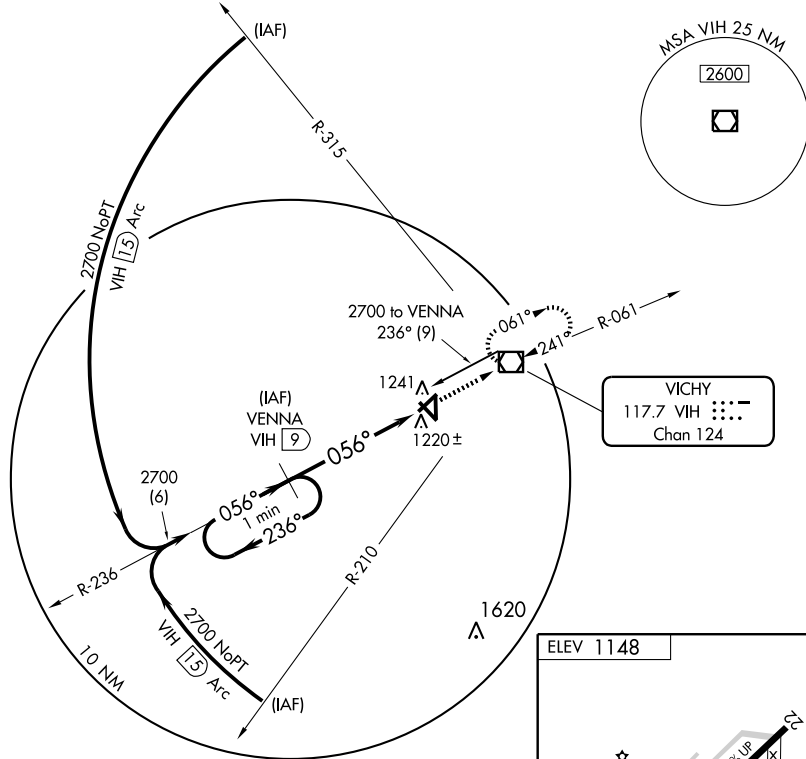 (IAF)
MSA VIH 25 NM
2600
R-315
2700 NoPT
VIH 15 Arc
2700 to VENNA
236° (9)
061°
R-061
241°
1241
(IAF)
VENNA
VIH 9
VICHY
117.7 VIH
Chan 124
056°
1220 ±
2700
(6)
056°
1 min
236°
R-236
R-210
2700 NoPT
VIH 15 Arc
1620
10 NM
(IAF)
ELEV 1148
22
% UP
X